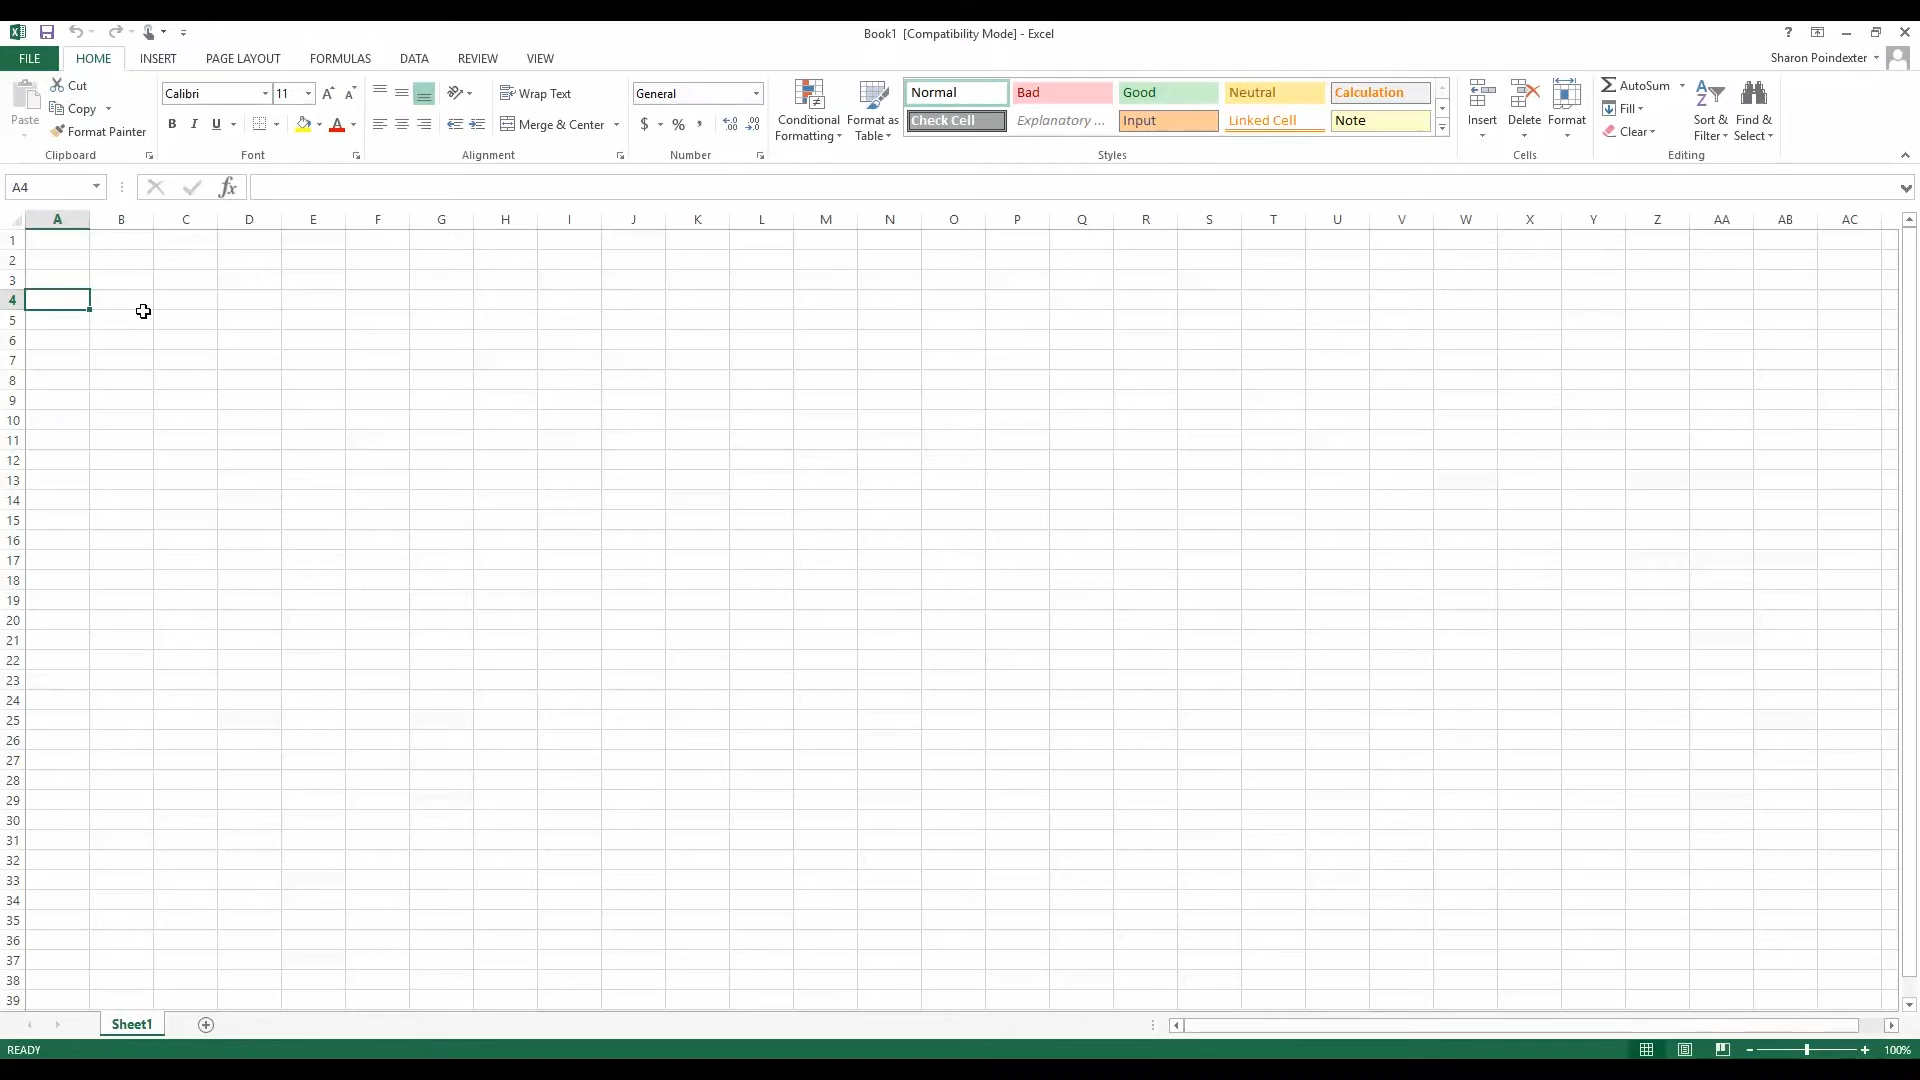 Book1 [Compatibility Mode] - Excel
?
FILE HOME INSERT PAGE LAYOUT FORMULAS DATA REVIEW VIEW
Sharon Poindexter
Paste
Cut
Copy
Format Painter
Clipboard
Calibri 11
B I U A
Font
Wrap Text
Merge & Center
Alignment
General
$ % ,
Number
Conditional Formatting
Format as Table
Normal Bad Good Neutral Calculation
Check Cell Explanatory ... Input Linked Cell Note
Styles
Insert Delete Format
Cells
AutoSum
Fill
Clear
Sort & Filter
Find & Select
Editing
A4 fx
A B C D E F G H I J K L M N O P Q R S T U V W X Y Z AA AB AC
1
2
3
4
5
6
7
8
9
10
11
12
13
14
15
16
17
18
19
20
21
22
23
24
25
26
27
28
29
30
31
32
33
34
35
36
37
38
39
Sheet1
READY
100%